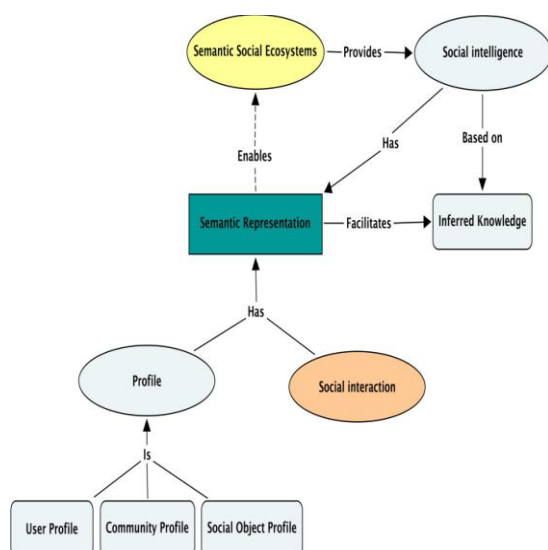 Semantic Social Ecosystems
Provides
Social intelligence
Has
Based on
Enables
Semantic Representation
Facilitates
Inferred Knowledge
Has
Profile
Social interaction
Is
User Profile
Community Profile
Social Object Profile